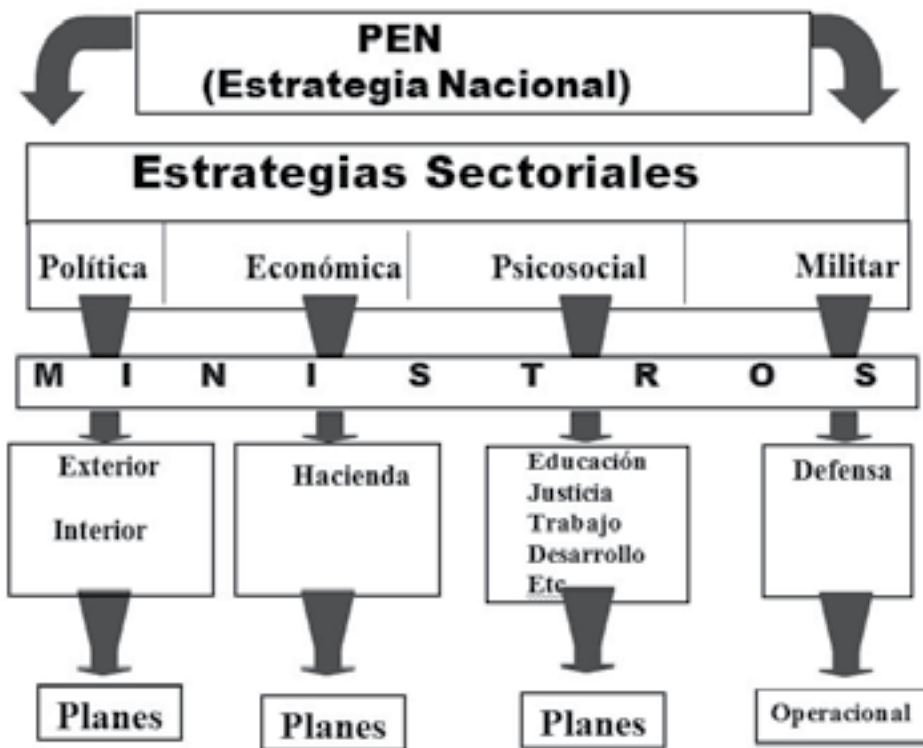 PEN
(Estrategia Nacional)
Estrategias Sectoriales
Política Económica Psicosocial Militar
M I N I S T R O S
Exterior
Interior
Hacienda
Educación
Justicia
Trabajo
Desarrollo
Etc
Defensa
Planes Planes Planes Operacional